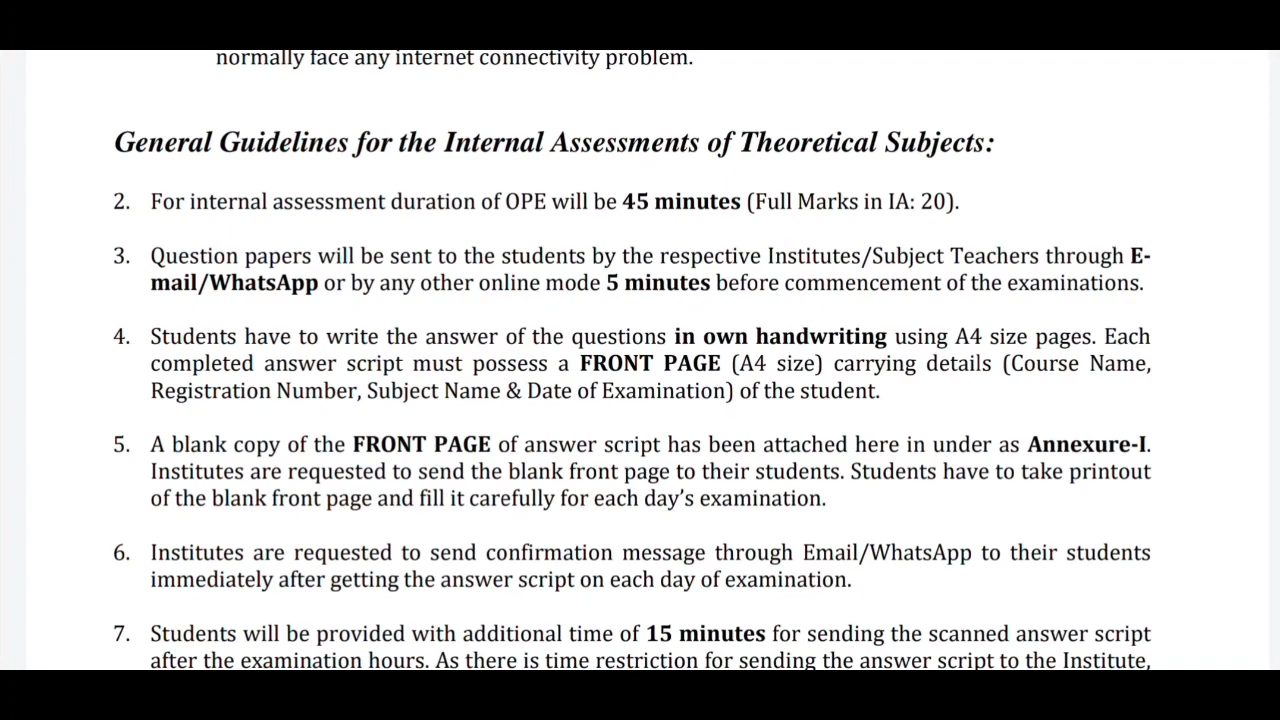 normally face any internet connectivity problem.
General Guidelines for the Internal Assessments of Theoretical Subjects:
2. For internal assessment duration of OPE will be 45 minutes (Full Marks in IA: 20).
3. Question papers will be sent to the students by the respective Institutes/Subject Teachers through E-
mail/WhatsApp or by any other online mode 5 minutes before commencement of the examinations.
4. Students have to write the answer of the questions in own handwriting using A4 size pages. Each
completed answer script must possess a FRONT PAGE (A4 size) carrying details (Course Name,
Registration Number, Subject Name & Date of Examination) of the student.
5. A blank copy of the FRONT PAGE of answer script has been attached here in under as Annexure-I.
Institutes are requested to send the blank front page to their students. Students have to take printout
of the blank front page and fill it carefully for each day's examination.
6. Institutes are requested to send confirmation message through Email/WhatsApp to their students
immediately after getting the answer script on each day of examination.
7. Students will be provided with additional time of 15 minutes for sending the scanned answer script
after the examination hours. As there is time restriction for sending the answer script to the Institute,